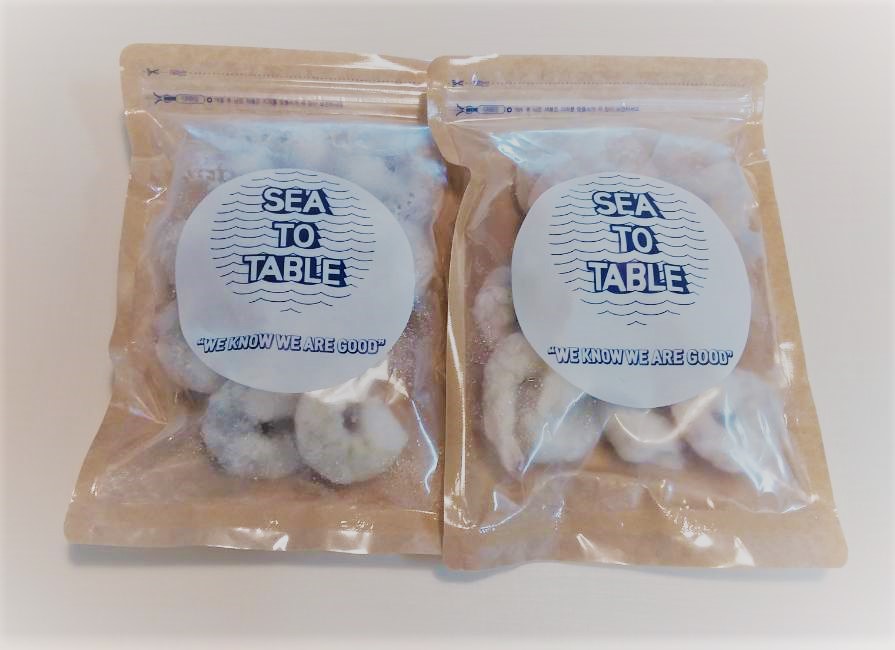 SEA
TO
TABLE
"WE KNOW WE ARE GOOD"
SEA
TO
TABLE
"WE KNOW WE ARE GOOD"